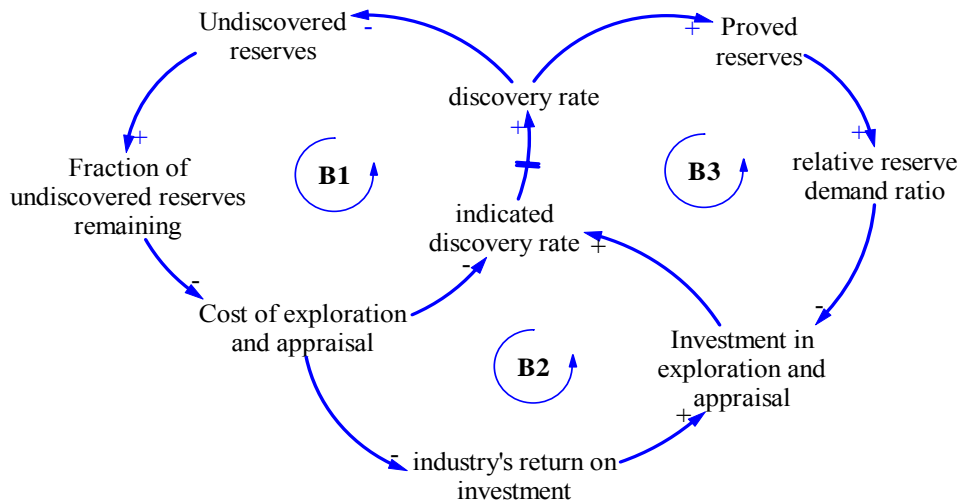 Undiscovered
reserves
-
+
Proved
reserves
discovery rate
+
+
+
B1
B3
Fraction of
undiscovered reserves
remaining
relative reserve
demand ratio
indicated
discovery rate
-
+
-
-
Cost of exploration
and appraisal
Investment in
exploration and
appraisal
B2
+
-
industry's return on
investment